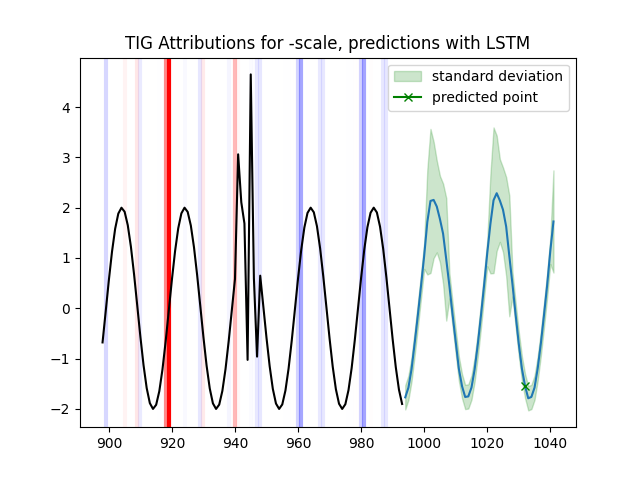 TIG Attributions for -scale, predictions with LSTM
standard deviation
predicted point
4
3
2
1
0
−1
−2
900 920 940 960 980 1000 1020 1040